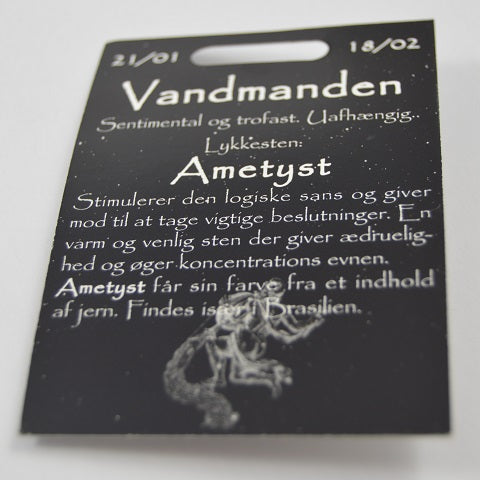 21/01 18/02
Vandmanden
Sentimental og trofast. Uafhængig.
Lykkesten:
Ametyst
Stimulerer den logiske sans og giver
mod til at tage vigtige beslutninger. En
varm og venlig sten der giver ædruelig-
hed og øger koncentrations evnen.
Ametyst får sin farve fra et indhold
af jern. Findes især i Brasilien.